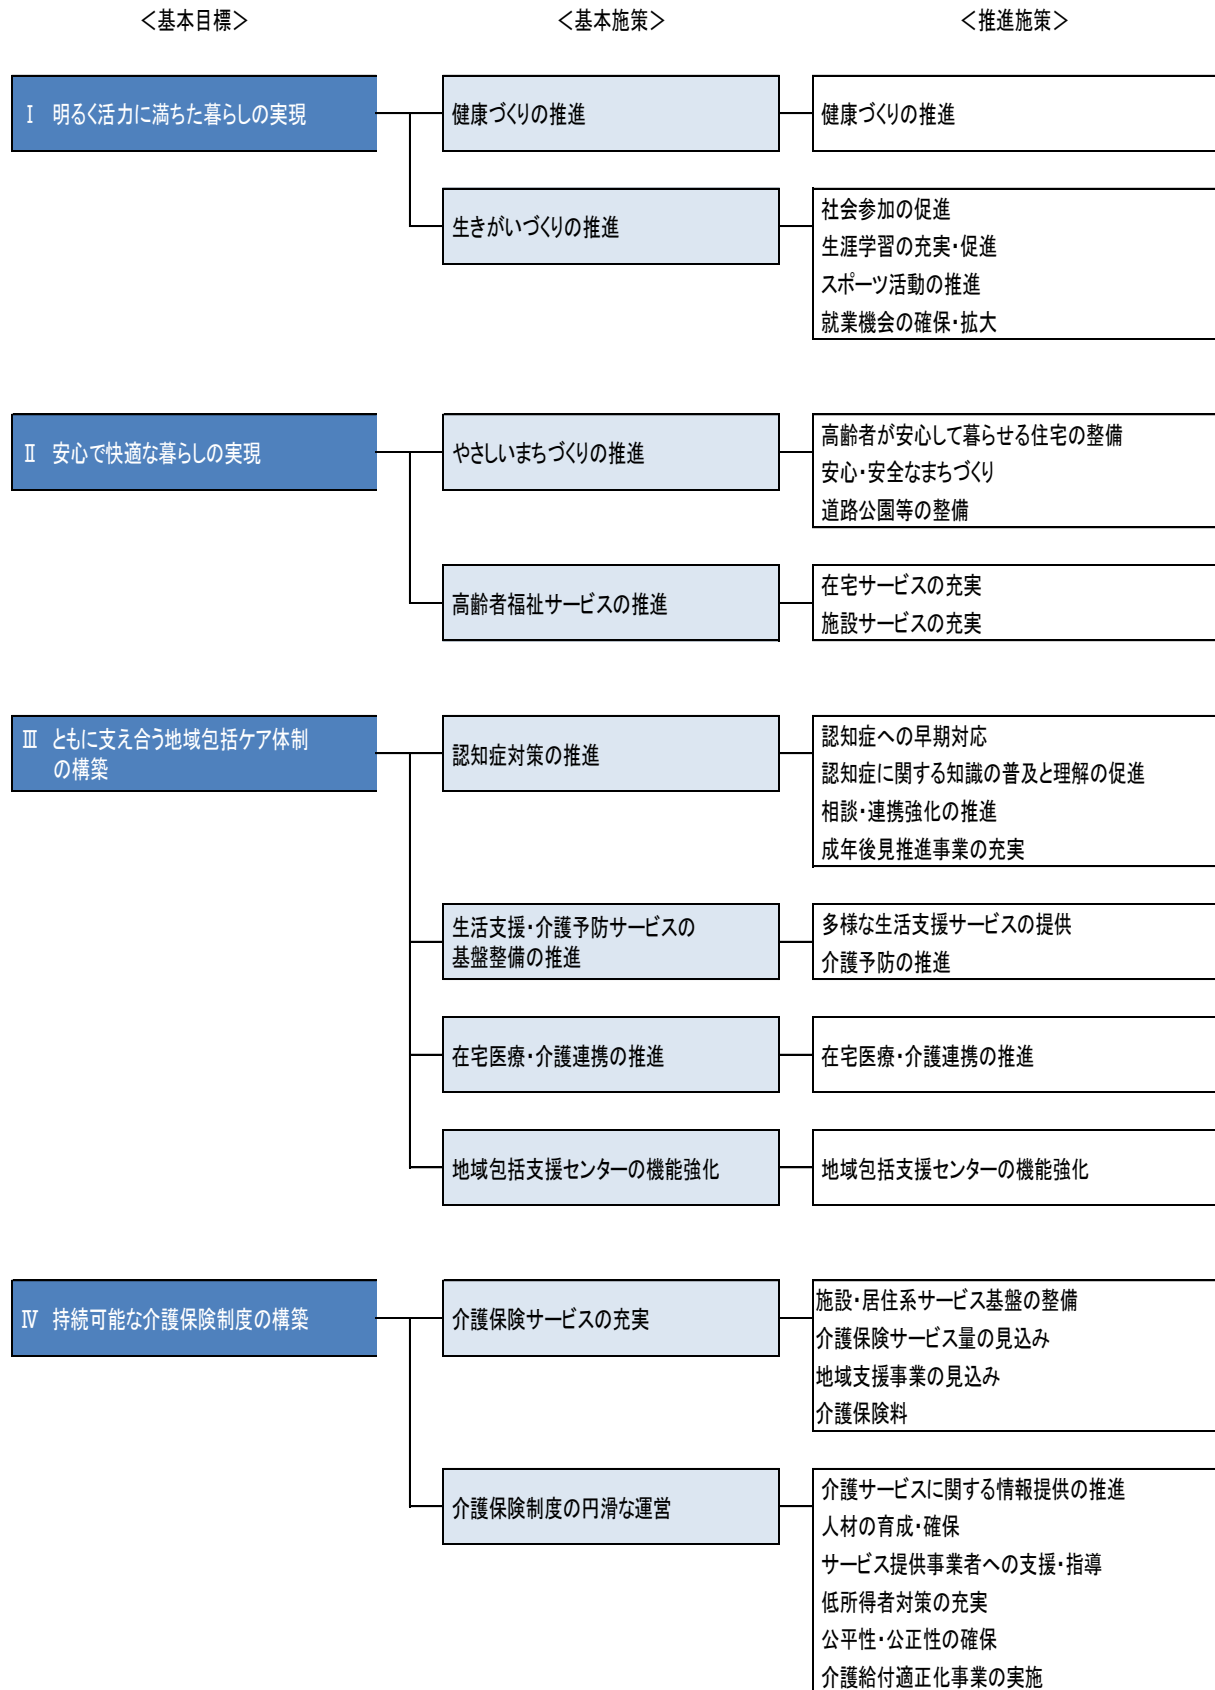 ＜基本目標＞
＜基本施策＞
＜推進施策＞
Ⅰ 明るく活力に満ちた暮らしの実現
健康づくりの推進
健康づくりの推進
生きがいづくりの推進
社会参加の促進
生涯学習の充実・促進
スポーツ活動の推進
就業機会の確保・拡大
Ⅱ 安心で快適な暮らしの実現
やさしいまちづくりの推進
高齢者が安心して暮らせる住宅の整備
安心・安全なまちづくり
道路公園等の整備
高齢者福祉サービスの推進
在宅サービスの充実
施設サービスの充実
Ⅲ ともに支え合う地域包括ケア体制
の構築
認知症対策の推進
認知症への早期対応
認知症に関する知識の普及と理解の促進
相談・連携強化の推進
成年後見推進事業の充実
生活支援・介護予防サービスの
基盤整備の推進
多様な生活支援サービスの提供
介護予防の推進
在宅医療・介護連携の推進
在宅医療・介護連携の推進
地域包括支援センターの機能強化
地域包括支援センターの機能強化
Ⅳ 持続可能な介護保険制度の構築
介護保険サービスの充実
施設・居住系サービス基盤の整備
介護保険サービス量の見込み
地域支援事業の見込み
介護保険料
介護保険制度の円滑な運営
介護サービスに関する情報提供の推進
人材の育成・確保
サービス提供事業者への支援・指導
低所得者対策の充実
公平性・公正性の確保
介護給付適正化事業の実施